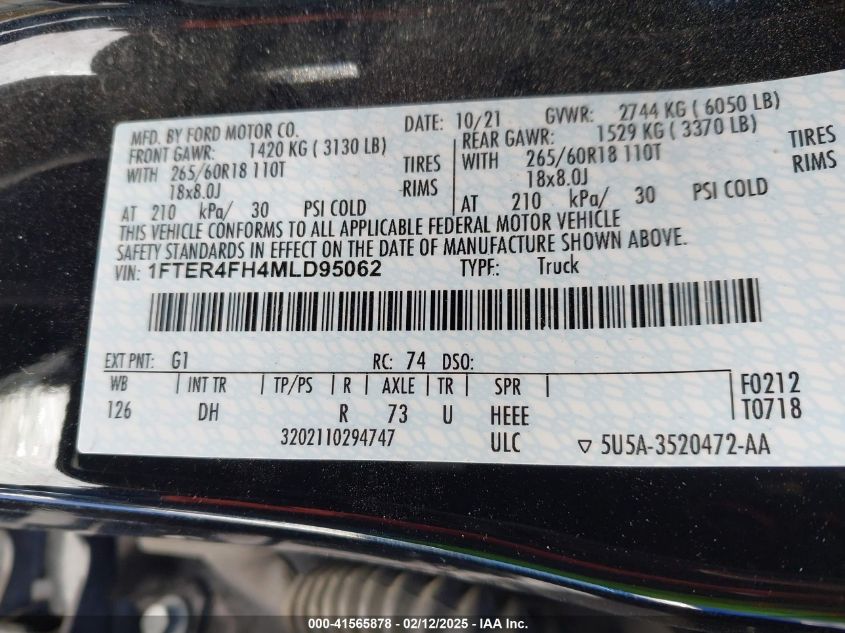 MFD. BY FORD MOTOR CO. DATE: 10/21 GVWR: 2744 KG ( 6050 LB)
FRONT GAWR: 1420 KG ( 3130 LB) REAR GAWR: 1529 KG ( 3370 LB)
WITH 265/60R18 110T TIRES WITH 265/60R18 110T TIRES
18x8.0J RIMS 18x8.0J RIMS
AT 210 kPa/ 30 PSI COLD AT 210 kPa/ 30 PSI COLD
THIS VEHICLE CONFORMS TO ALL APPLICABLE FEDERAL MOTOR VEHICLE
SAFETY STANDARDS IN EFFECT ON THE DATE OF MANUFACTURE SHOWN ABOVE.
VIN: 1FTER4FH4MLD95062 TYPE: Truck
EXT PNT: G1 RC: 74 DSO:
WB INT TR TP/PS R AXLE TR SPR F0212
126 DH R 73 U HEEE T0718
3202110294747 ULC ▽ 5U5A-3520472-AA
000-41565878 - 02/12/2025 - IAA Inc.